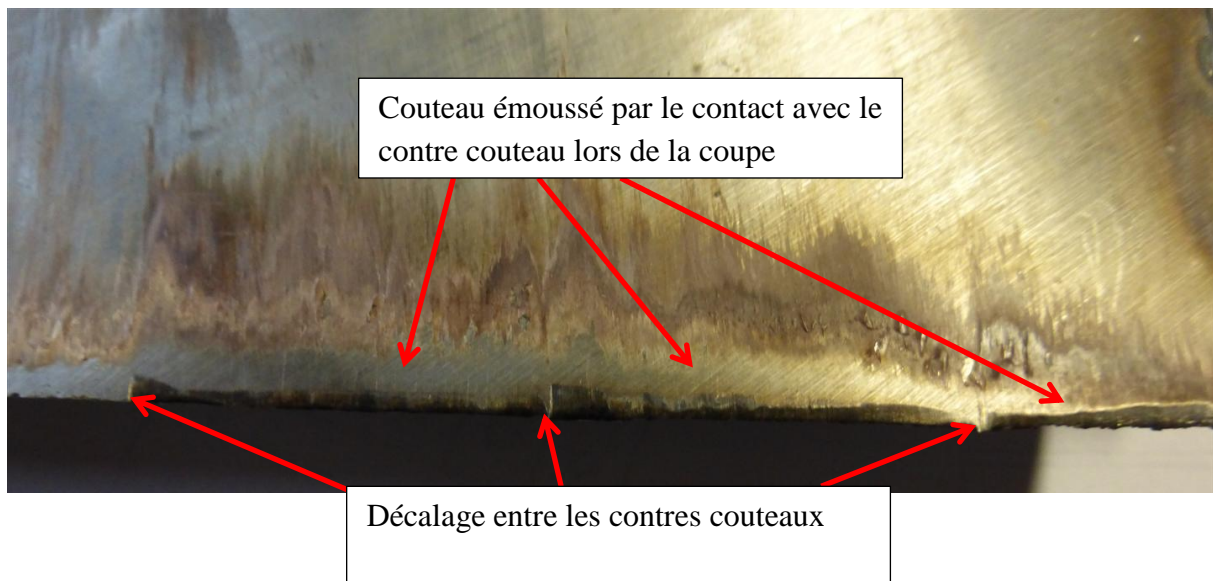 Couteau émoussé par le contact avec le
contre couteau lors de la coupe
Décalage entre les contres couteaux